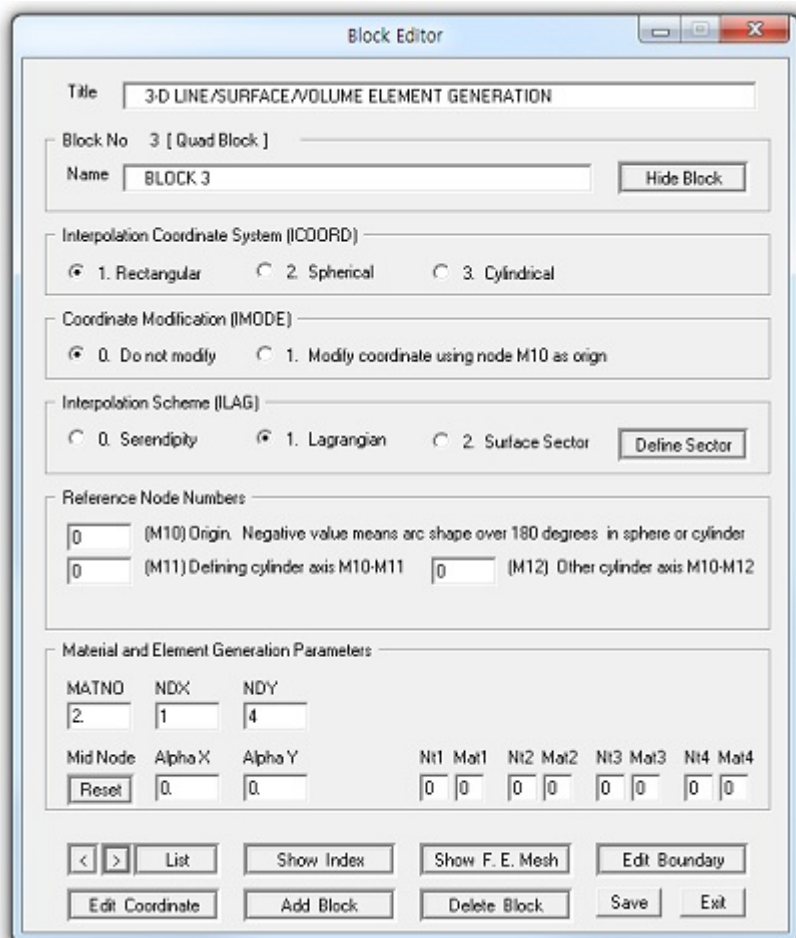 Block Editor
Title 3-D LINE/SURFACE/VOLUME ELEMENT GENERATION
Block No 3 [ Quad Block ]
Name BLOCK 3 Hide Block
Interpolation Coordinate System (ICOORD)
1. Rectangular 2. Spherical 3. Cylindrical
Coordinate Modification (IMODE)
0. Do not modify 1. Modify coordinate using node M10 as orign
Interpolation Scheme (ILAG)
0. Serendipity 1. Lagrangian 2. Surface Sector Define Sector
Reference Node Numbers
0 (M10) Origin. Negative value means arc shape over 180 degrees in sphere or cylinder
0 (M11) Defining cylinder axis M10-M11 0 (M12) Other cylinder axis M10-M12
Material and Element Generation Parameters
MATNO NDX NDY
2. 1 4
Mid Node Alpha X Alpha Y Nt1 Mat1 Nt2 Mat2 Nt3 Mat3 Nt4 Mat4
Reset 0. 0. 0 0 0 0 0 0 0 0
< > List Show Index Show F. E. Mesh Edit Boundary
Edit Coordinate Add Block Delete Block Save Exit